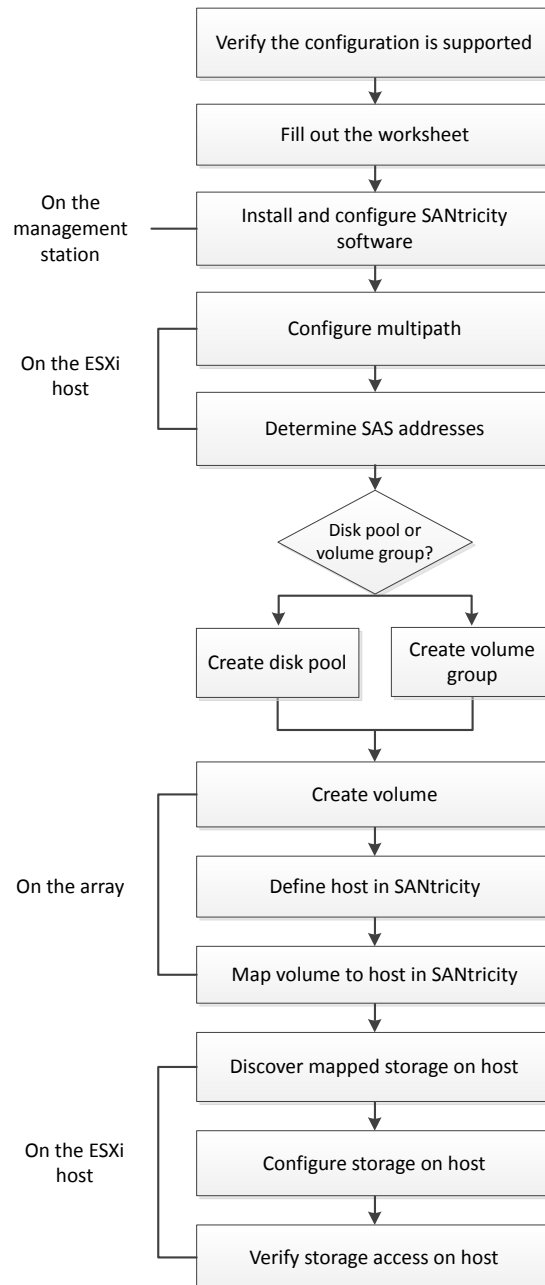 Verify the configuration is supported
Fill out the worksheet
On the
management
station
Install and configure SANtricity
software
Configure multipath
On the ESXi
host
Determine SAS addresses
Disk pool or
volume group?
Create disk pool
Create volume
group
Create volume
On the array
Define host in SANtricity
Map volume to host in SANtricity
Discover mapped storage on host
On the ESXi
host
Configure storage on host
Verify storage access on host